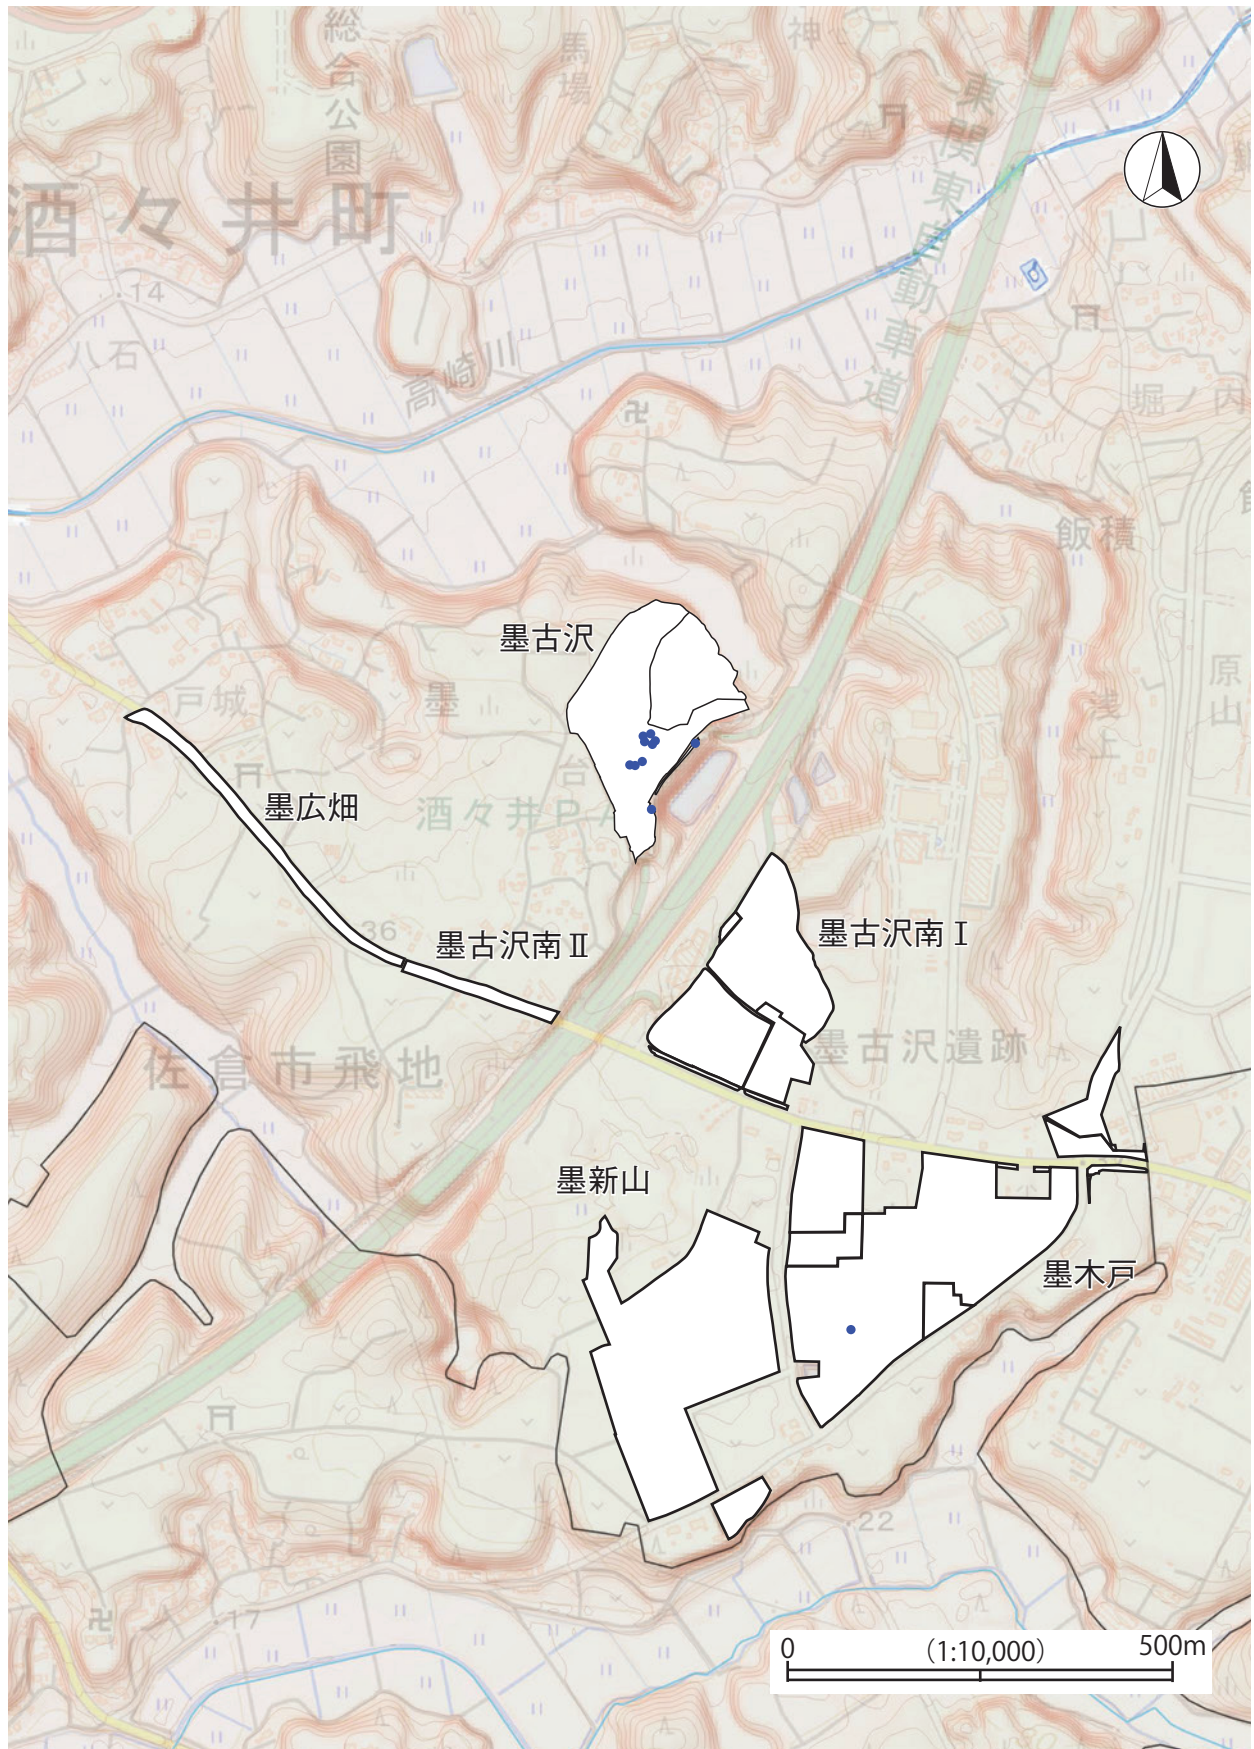 総合公園
馬場
神
東関東自動車道
酒々井町
14
八石
高崎川
堀ノ内
飯積
墨古沢
原山
浅上
戸城
墨
台
墨広畑
酒々井PA
36
墨古沢南Ⅱ
墨古沢南Ⅰ
墨古沢遺跡
佐倉市飛地
墨新山
墨木戸
22
17
0 (1:10,000) 500m